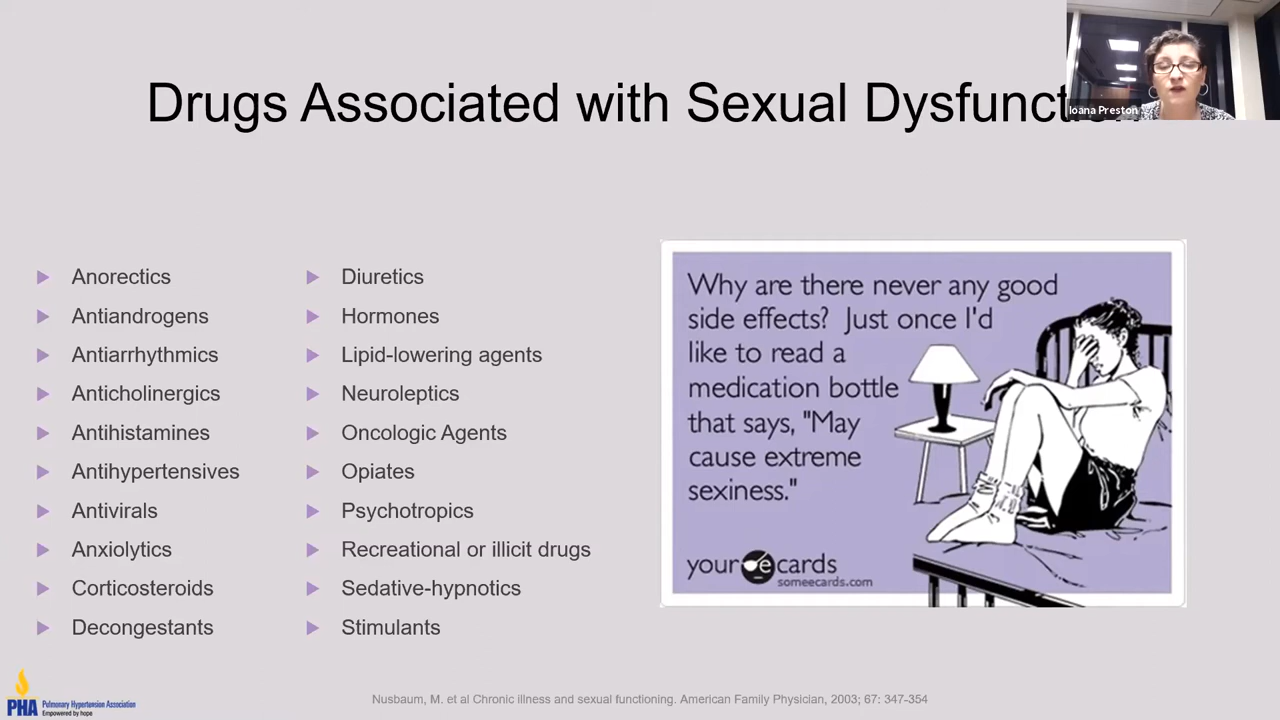 Drugs Associated with Sexual Dysfunction
Ioana Preston
Anorectics
Antiandrogens
Antiarrhythmics
Anticholinergics
Antihistamines
Antihypertensives
Antivirals
Anxiolytics
Corticosteroids
Decongestants
Diuretics
Hormones
Lipid-lowering agents
Neuroleptics
Oncologic Agents
Opiates
Psychotropics
Recreational or illicit drugs
Sedative-hypnotics
Stimulants
Why are there never any good
side effects? Just once I'd
like to read a
medication bottle
that says, "May
cause extreme
sexiness."
your e cards
someecards.com
PHA Pulmonary Hypertension Association
Empowered by hope
Nusbaum, M. et al Chronic illness and sexual functioning. American Family Physician, 2003; 67: 347-354